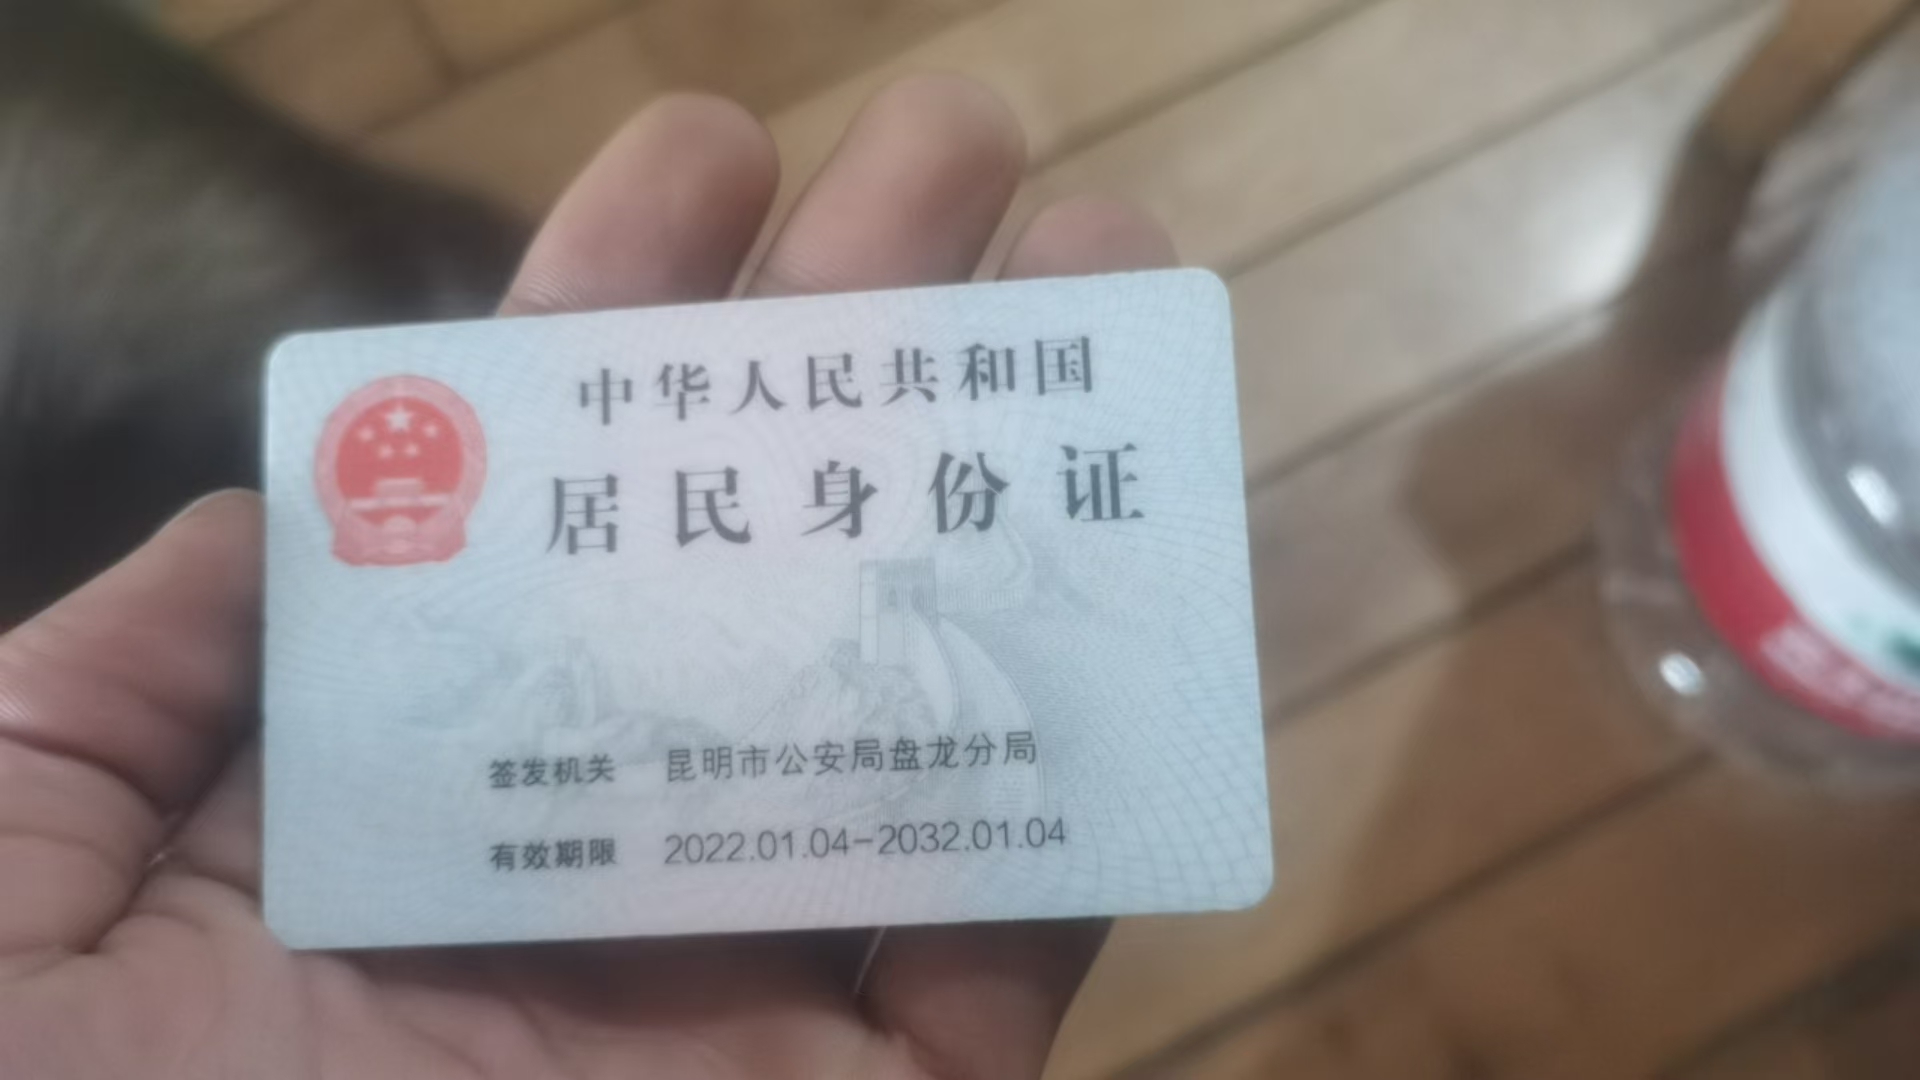 中华人民共和国
居民身份证
签发机关 昆明市公安局盘龙分局
有效期限 2022.01.04-2032.01.04